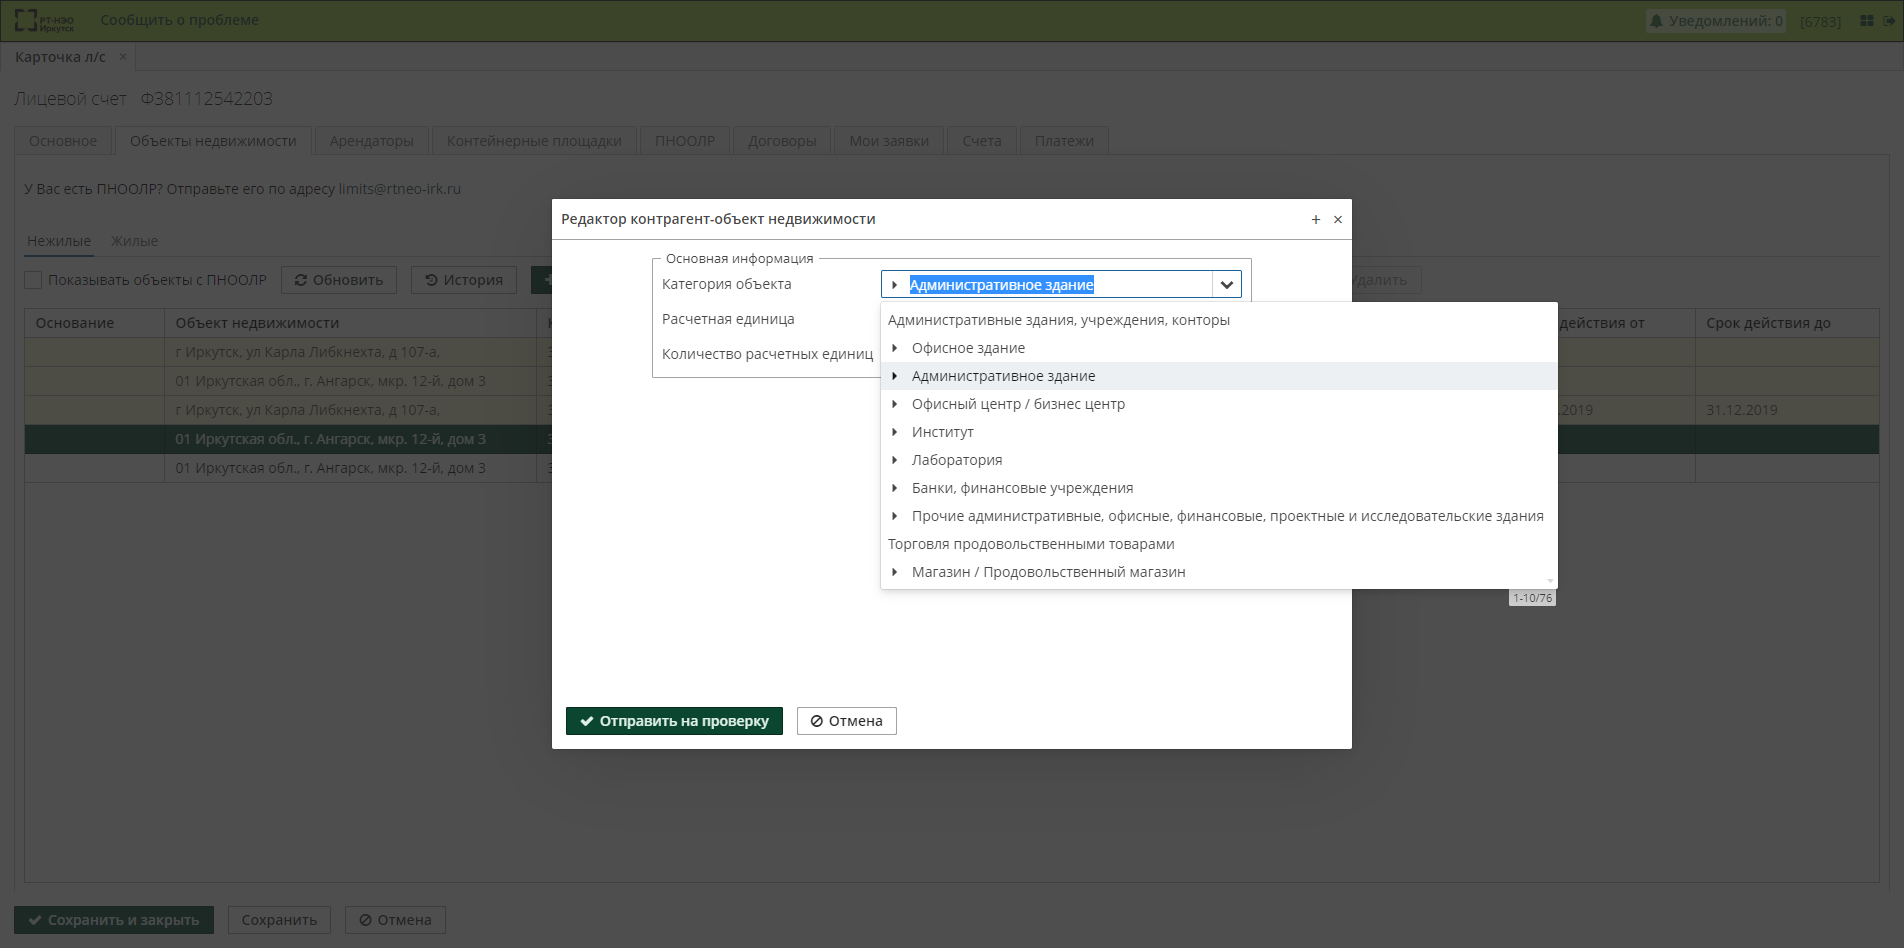 РТ-НЭО
Иркутск
Сообщить о проблеме
Уведомлений: 0
[6783]
Карточка л/с ×
Лицевой счет Ф381112542203
Основное
Объекты недвижимости
Арендаторы
Контейнерные площадки
ПНООЛР
Договоры
Мои заявки
Счета
Платежи
У Вас есть ПНООЛР? Отправьте его по адресу limits@rtneo-irk.ru
Нежилые Жилые
Показывать объекты с ПНООЛР
Обновить
История
Удалить
Основание
Объект недвижимости
действия от
Срок действия до
г Иркутск, ул Карла Либкнехта, д 107-а,
01 Иркутская обл., г. Ангарск, мкр. 12-й, дом 3
г Иркутск, ул Карла Либкнехта, д 107-а,
.2019
31.12.2019
01 Иркутская обл., г. Ангарск, мкр. 12-й, дом 3
01 Иркутская обл., г. Ангарск, мкр. 12-й, дом 3
Редактор контрагент-объект недвижимости + ×
Основная информация
Категория объекта
Административное здание
Расчетная единица
Количество расчетных единиц
Административные здания, учреждения, конторы
Офисное здание
Административное здание
Офисный центр / бизнес центр
Институт
Лаборатория
Банки, финансовые учреждения
Прочие административные, офисные, финансовые, проектные и исследовательские здания
Торговля продовольственными товарами
Магазин / Продовольственный магазин
1-10/76
Отправить на проверку
Отмена
Сохранить и закрыть
Сохранить
Отмена